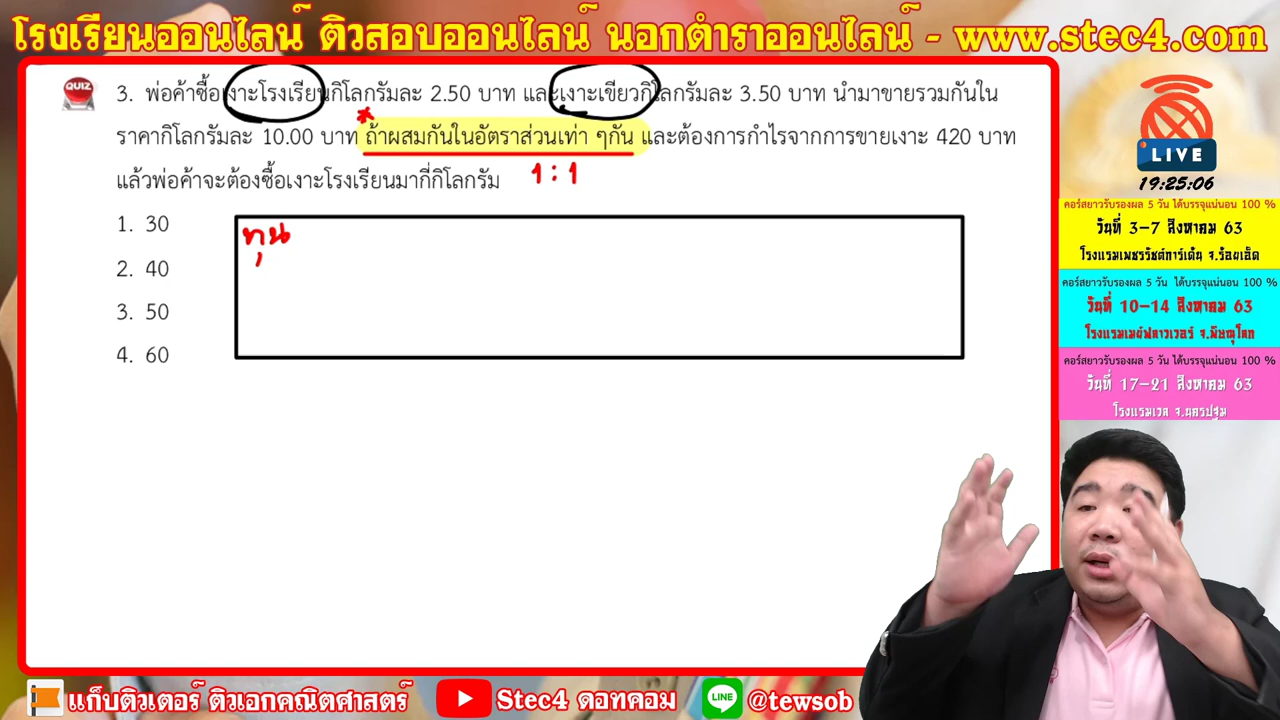 โรงเรียนออนไลน์ ติวสอบออนไลน์ นอกตำราออนไลน์ - www.stec4.com
QUIZ
3. พ่อค้าซื้อเงาะโรงเรียนกิโลกรัมละ 2.50 บาท และเงาะเขียวกิโลกรัมละ 3.50 บาท นำมาขายรวมกันใน
ราคากิโลกรัมละ 10.00 บาท ถ้าผสมกันในอัตราส่วนเท่า ๆกัน และต้องการกำไรจากการขายเงาะ 420 บาท
แล้วพ่อค้าจะต้องซื้อเงาะโรงเรียนมากี่กิโลกรัม
1 : 1
1. 30
2. 40
3. 50
4. 60
ทุน
LIVE
19:25:06
คอร์สยาวรับรองผล 5 วัน ได้บรรจุแน่นอน 100 %
วันที่ 3-7 สิงหาคม 63
โรงแรมเพชรรัชต์การ์เด้น จ.ร้อยเอ็ด
คอร์สยาวรับรองผล 5 วัน ได้บรรจุแน่นอน 100 %
วันที่ 10-14 สิงหาคม 63
โรงแรมเมย์ฟลาวเวอร์ จ.พิษณุโลก
คอร์สยาวรับรองผล 5 วัน ได้บรรจุแน่นอน 100 %
วันที่ 17-21 สิงหาคม 63
โรงแรมเวล จ.นครปฐม
แก๊บติวเตอร์ ติวเอกคณิตศาสตร์
Stec4 ดอทคอม
LINE
@tewsob